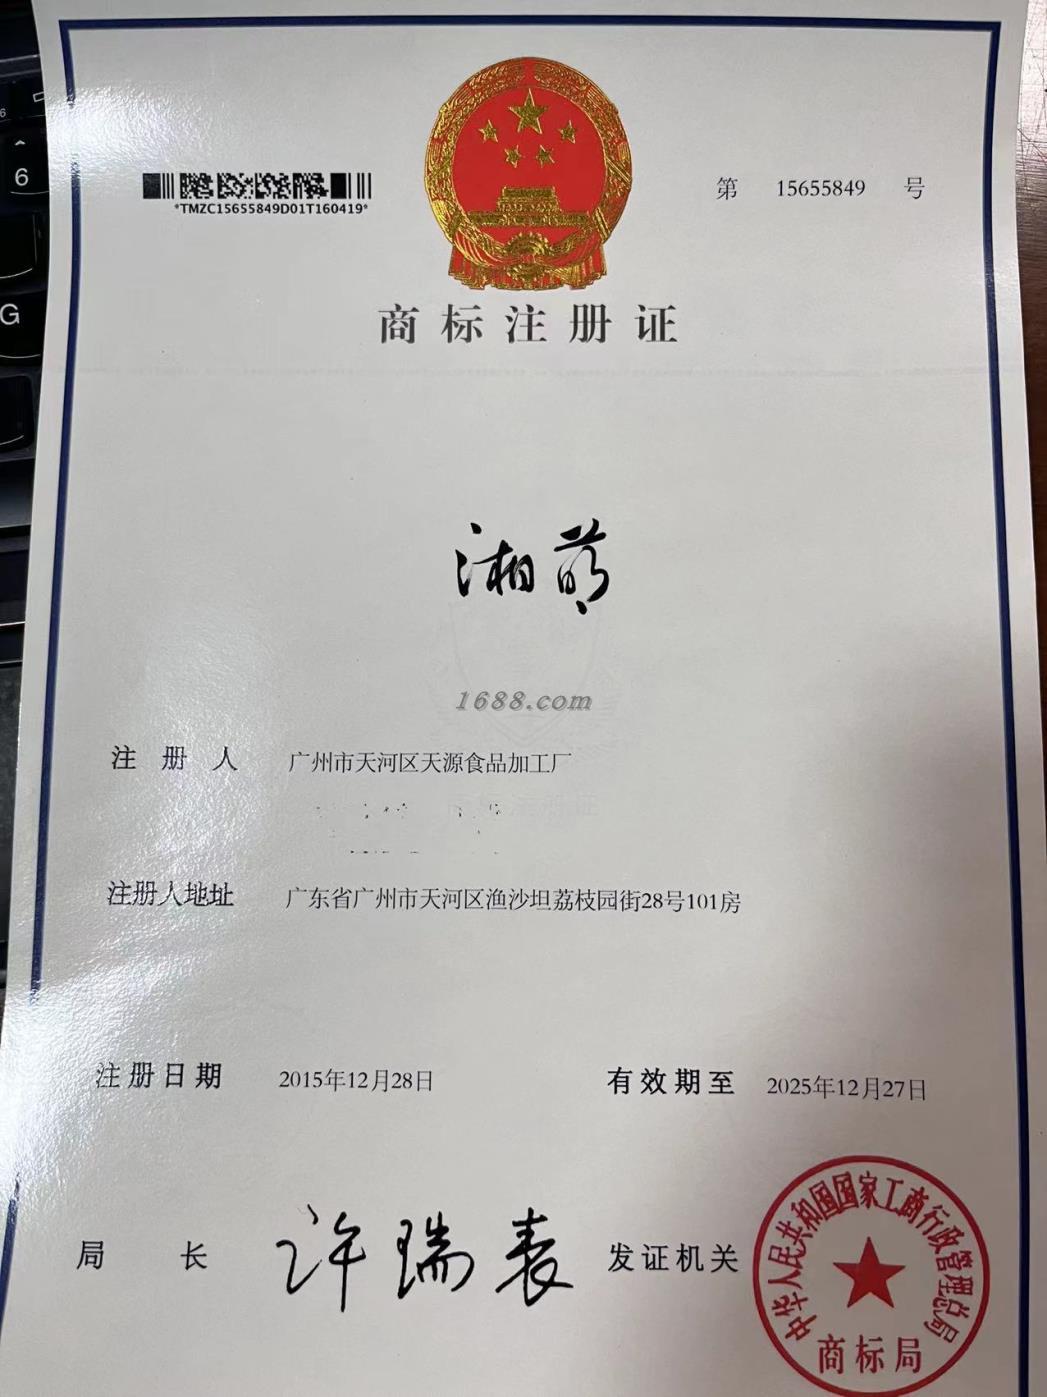 *TMZC15655849D01T160419*
第 15655849 号
商标注册证
湘萌
1688.com
注册人 广州市天河区天源食品加工厂
注册人地址 广东省广州市天河区渔沙坦荔枝园街28号101房
注册日期 2015年12月28日 有效期至 2025年12月27日
局长 许瑞表 发证机关
中华人民共和国国家工商行政管理总局
商标局
6
G